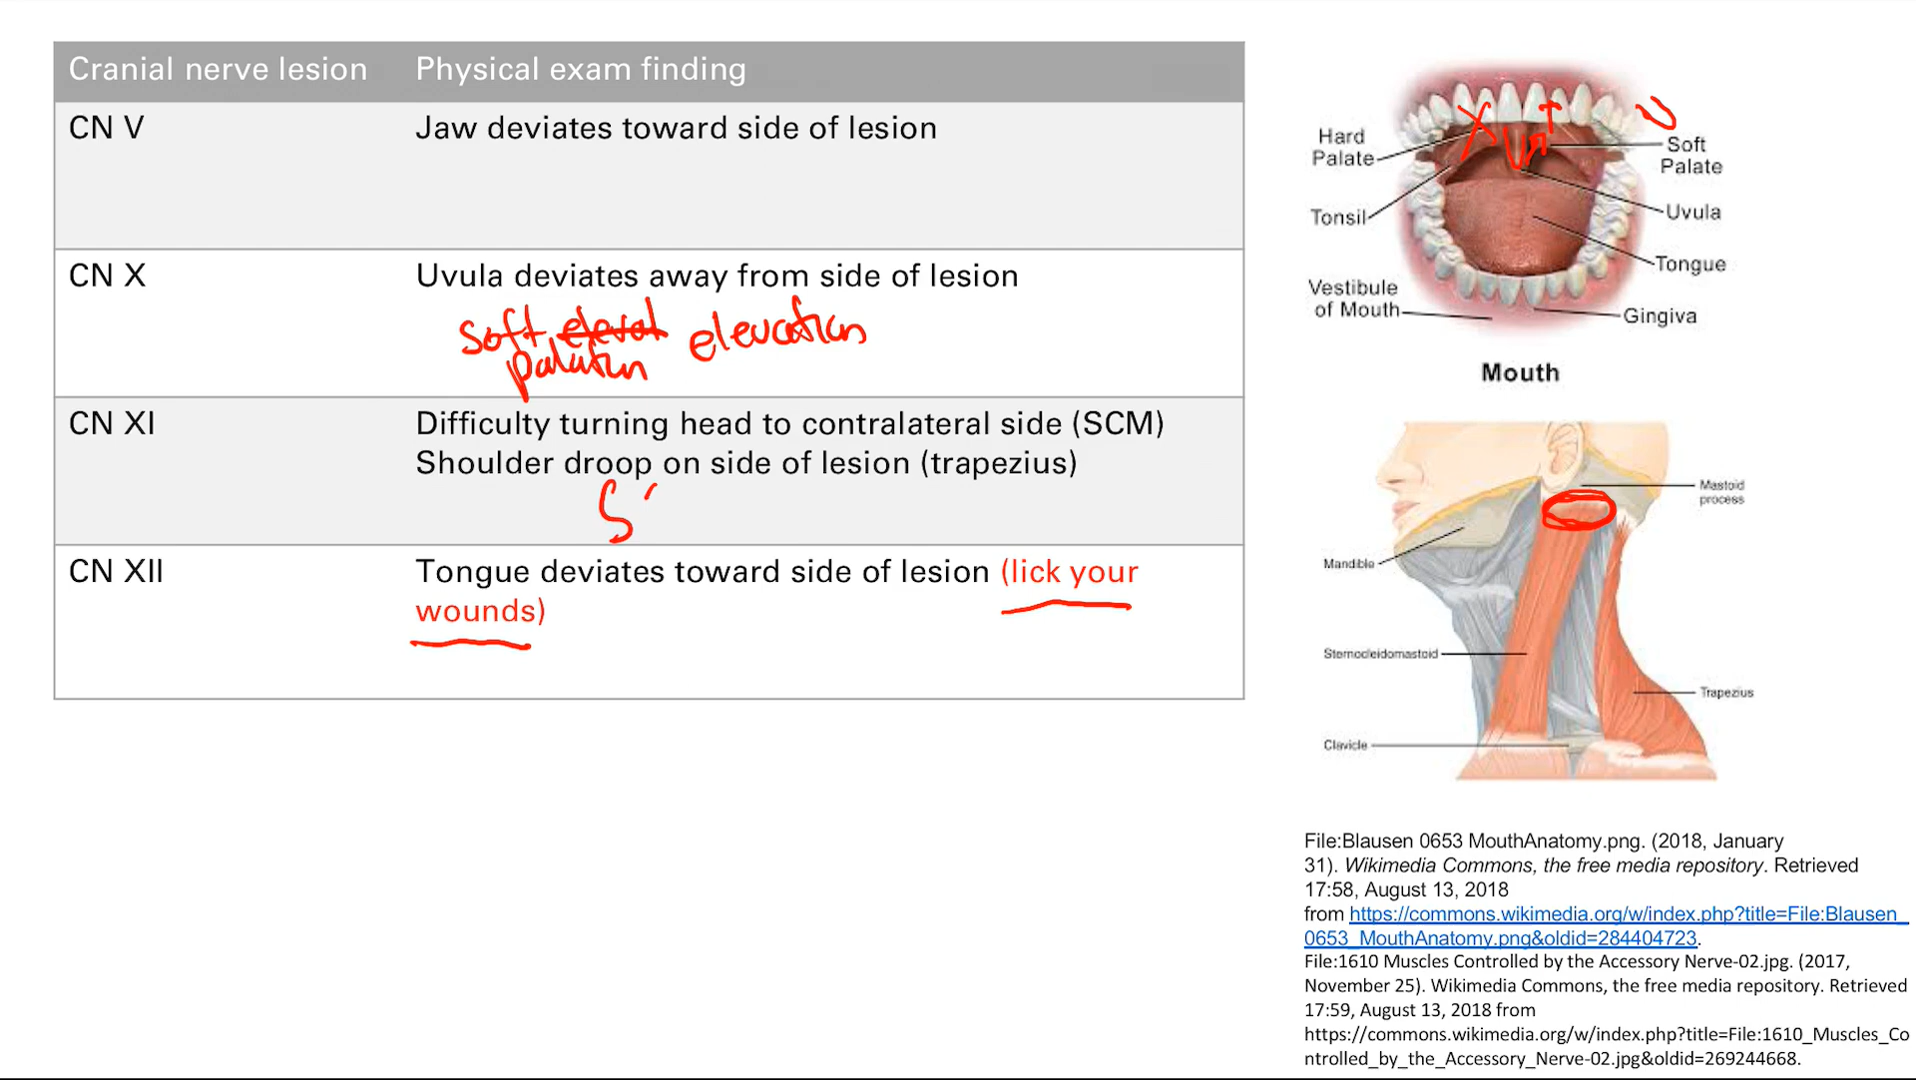 Cranial nerve lesion Physical exam finding
CN V Jaw deviates toward side of lesion
CN X Uvula deviates away from side of lesion
soft elevation
CN XI Difficulty turning head to contralateral side (SCM)
Shoulder droop on side of lesion (trapezius)
S
CN XII Tongue deviates toward side of lesion (lick your
wounds)
Hard
Palate
Tonsil
Vestibule
of Mouth
X
Soft
Palate
Uvula
Tongue
Gingiva
Mouth
Mastoid
process
Mandible
Sternocleidomastoid
Trapezius
Clavicle
File:Blausen 0653 MouthAnatomy.png. (2018, January
31). Wikimedia Commons, the free media repository. Retrieved
17:58, August 13, 2018
from https://commons.wikimedia.org/w/index.php?title=File:Blausen_
0653_MouthAnatomy.png&oldid=284404723.
File:1610 Muscles Controlled by the Accessory Nerve-02.jpg. (2017,
November 25). Wikimedia Commons, the free media repository. Retrieved
17:59, August 13, 2018 from
https://commons.wikimedia.org/w/index.php?title=File:1610_Muscles_Co
ntrolled_by_the_Accessory_Nerve-02.jpg&oldid=269244668.